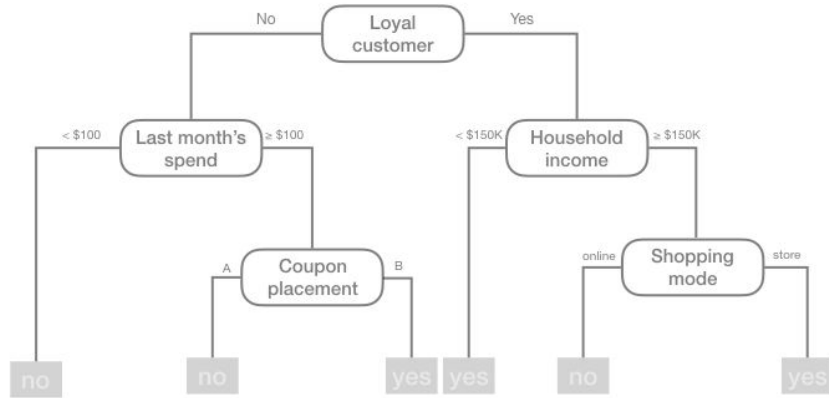 No
Loyal
customer
Yes
< $100
Last month's
spend
≥ $100
< $150K
Household
income
≥ $150K
A
Coupon
placement
B
online
Shopping
mode
store
no
no
yes
yes
no
yes